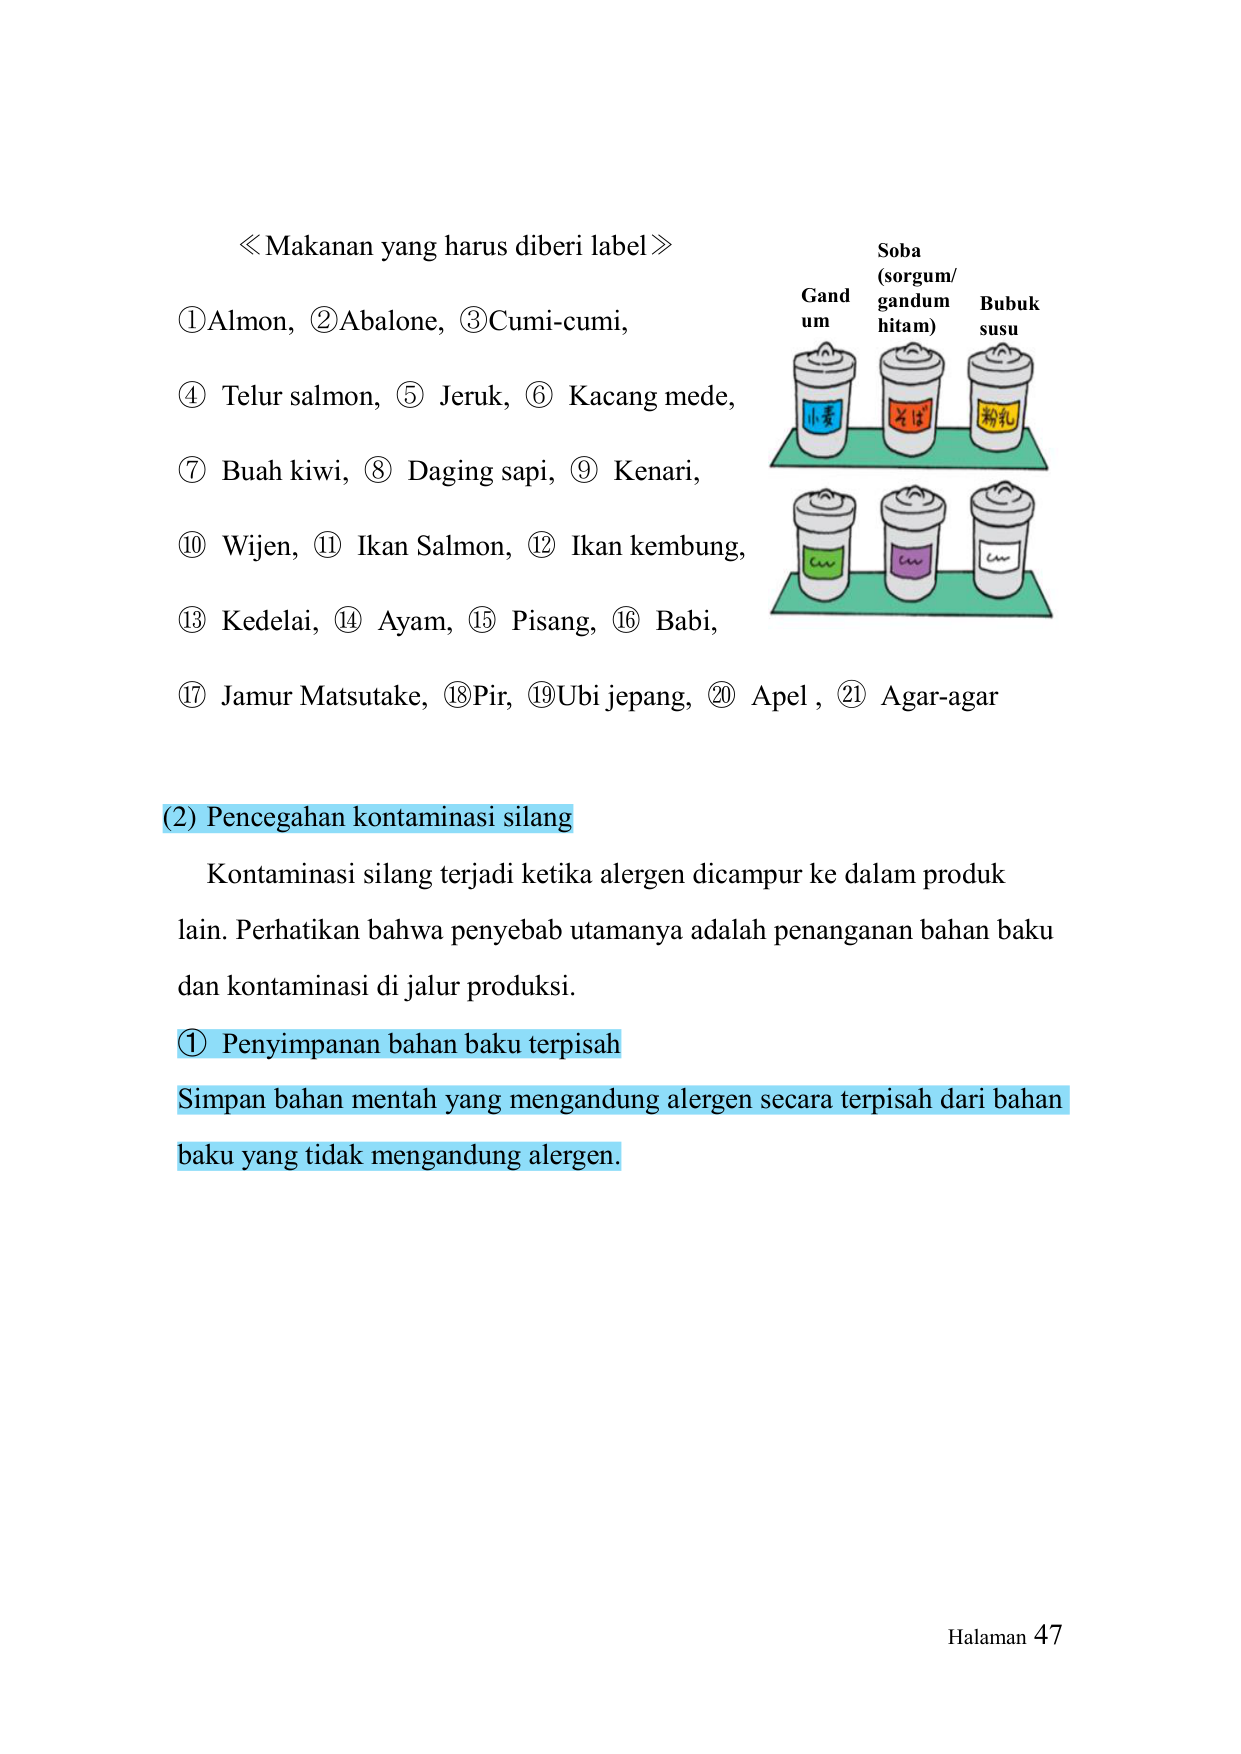 ≪Makanan yang harus diberi label≫
①Almon, ②Abalone, ③Cumi-cumi,
④ Telur salmon, ⑤ Jeruk, ⑥ Kacang mede,
⑦ Buah kiwi, ⑧ Daging sapi, ⑨ Kenari,
⑩ Wijen, ⑪ Ikan Salmon, ⑫ Ikan kembung,
⑬ Kedelai, ⑭ Ayam, ⑮ Pisang, ⑯ Babi,
⑰ Jamur Matsutake, ⑱Pir, ⑲Ubi jepang, ⑳ Apel , ㉑ Agar-agar
Gand
um
Soba
(sorgum/
gandum
hitam)
Bubuk
susu
小麦
そば
粉乳
(2) Pencegahan kontaminasi silang
Kontaminasi silang terjadi ketika alergen dicampur ke dalam produk
lain. Perhatikan bahwa penyebab utamanya adalah penanganan bahan baku
dan kontaminasi di jalur produksi.
① Penyimpanan bahan baku terpisah
Simpan bahan mentah yang mengandung alergen secara terpisah dari bahan
baku yang tidak mengandung alergen.
Halaman 47